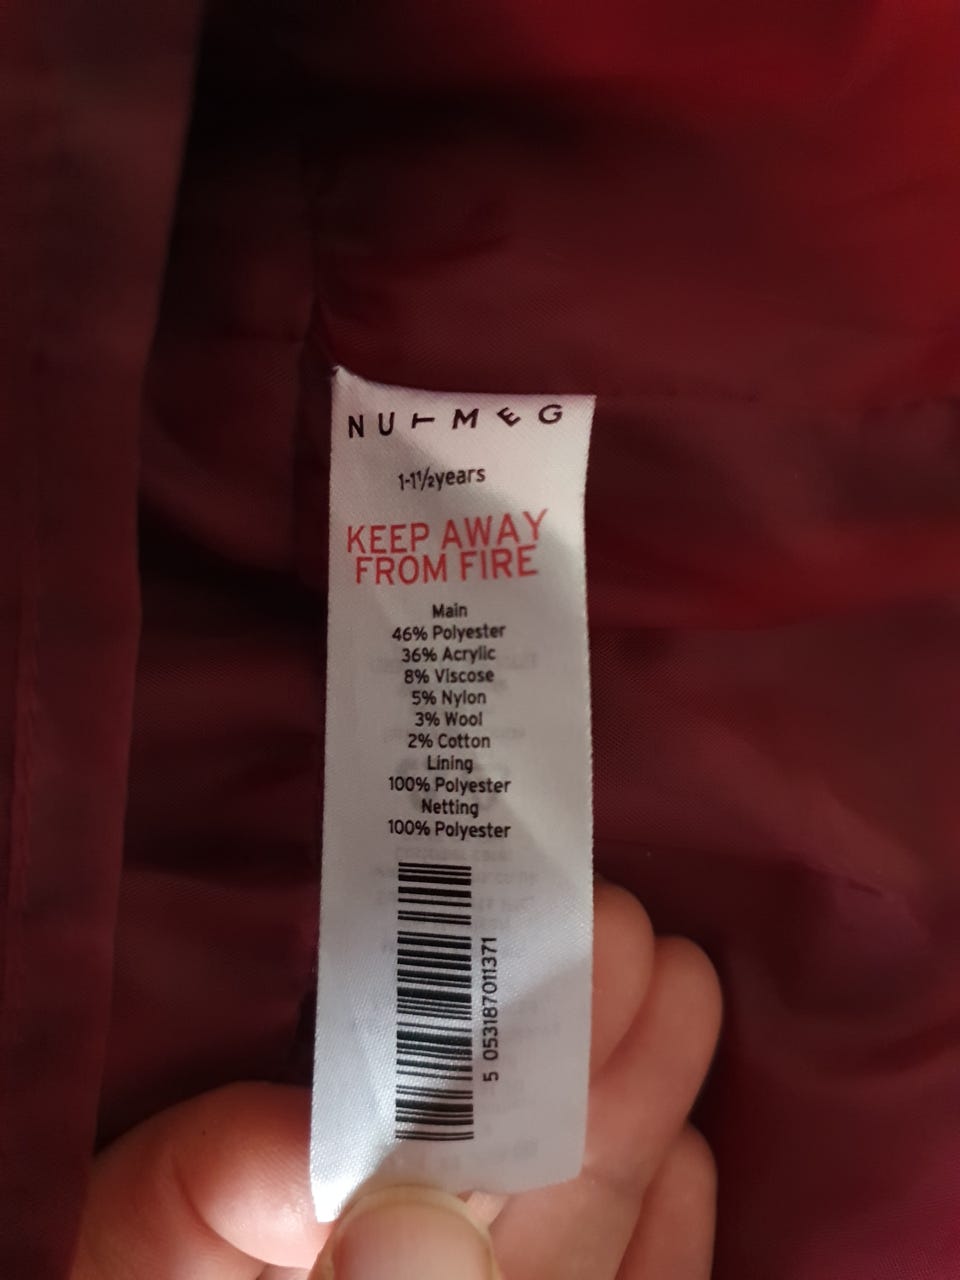 NUTMEG
1-1½years
KEEP AWAY
FROM FIRE
Main
46% Polyester
36% Acrylic
8% Viscose
5% Nylon
3% Wool
2% Cotton
Lining
100% Polyester
Netting
100% Polyester
5 053187011371